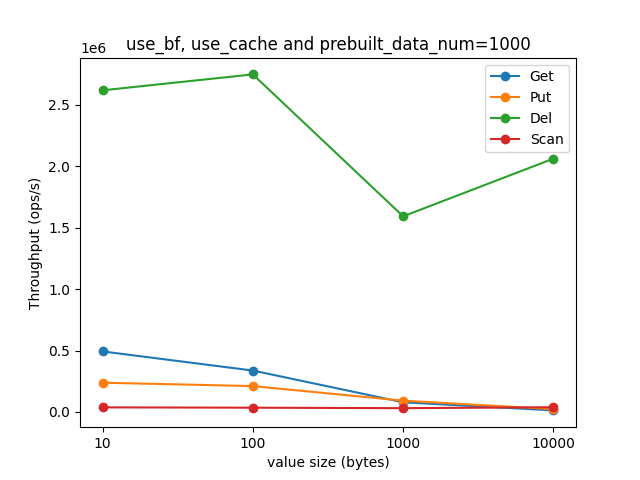 use_bf, use_cache and prebuilt_data_num=1000
1e6
Get
Put
Del
Scan
Throughput (ops/s)
2.5
2.0
1.5
1.0
0.5
0.0
10
100
1000
10000
value size (bytes)